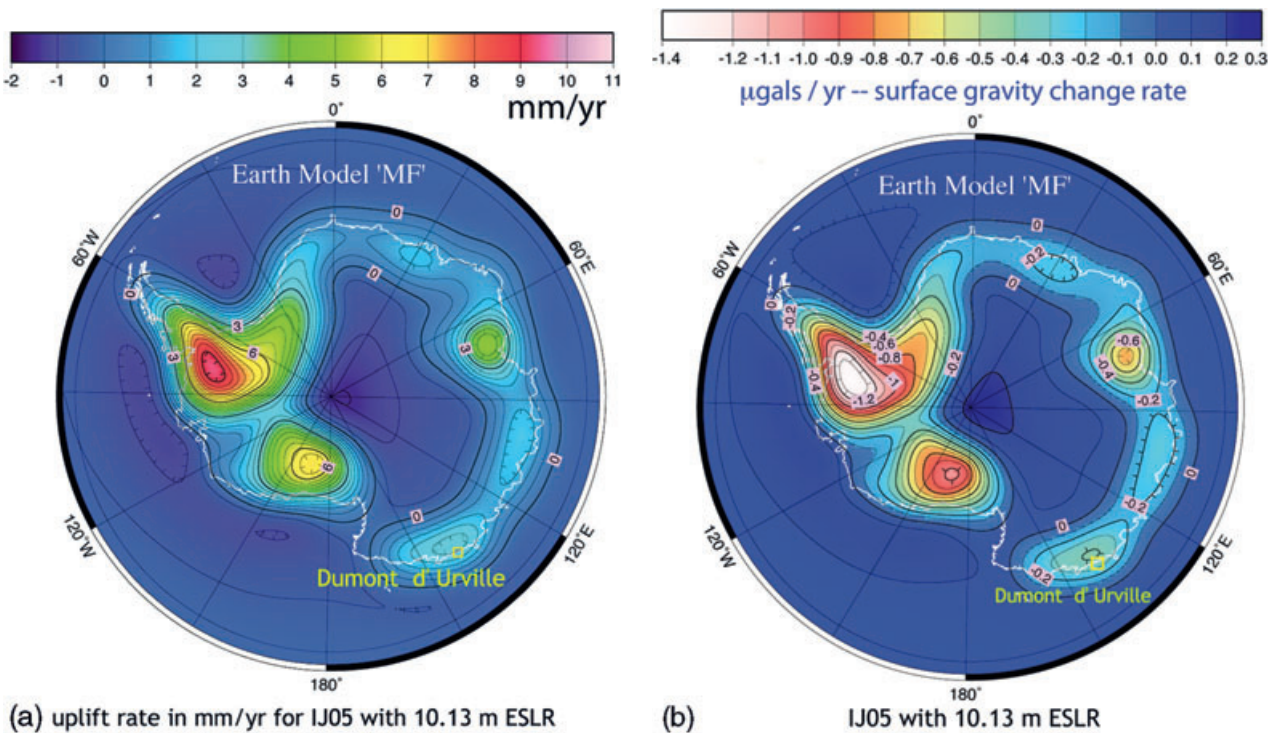 -2 -1 0 1 2 3 4 5 6 7 8 9 10 11
mm/yr
0°
Earth Model 'MF'
60°W
60°E
0
0
0
3
6
3
3
0
6
0
120°W
120°E
Dumont d' Urville
180°
(a) uplift rate in mm/yr for IJ05 with 10.13 m ESLR
-1.4 -1.2 -1.1 -1.0 -0.9 -0.8 -0.7 -0.6 -0.5 -0.4 -0.3 -0.2 -0.1 0.0 0.1 0.2 0.3
µgals / yr -- surface gravity change rate
0°
Earth Model 'MF'
60°W
60°E
0
-0.2
0
0
-0.2
-0.4
-0.6
-0.8
-0.2
-0.6
-0.4
-0.4
-1
-1.2
-0.2
0
-0.2
0
-0.2
120°W
120°E
Dumont d' Urville
180°
(b) IJ05 with 10.13 m ESLR